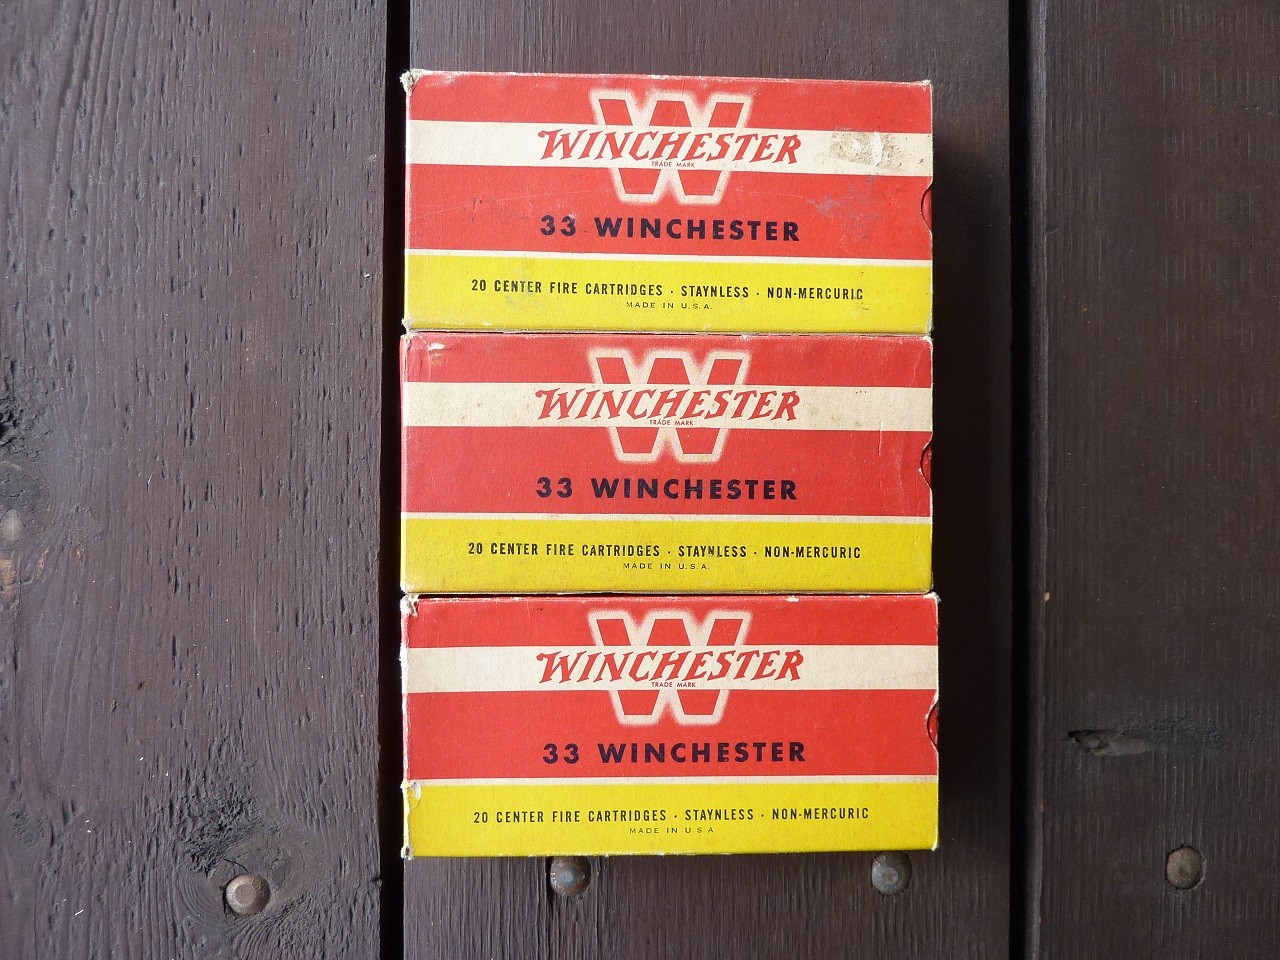 W
WINCHESTER
TRADE MARK
33 WINCHESTER
20 CENTER FIRE CARTRIDGES · STAYNLESS · NON-MERCURIC
MADE IN U.S.A.
W
WINCHESTER
TRADE MARK
33 WINCHESTER
20 CENTER FIRE CARTRIDGES · STAYNLESS · NON-MERCURIC
MADE IN U.S.A.
W
WINCHESTER
TRADE MARK
33 WINCHESTER
20 CENTER FIRE CARTRIDGES · STAYNLESS · NON-MERCURIC
MADE IN U S A